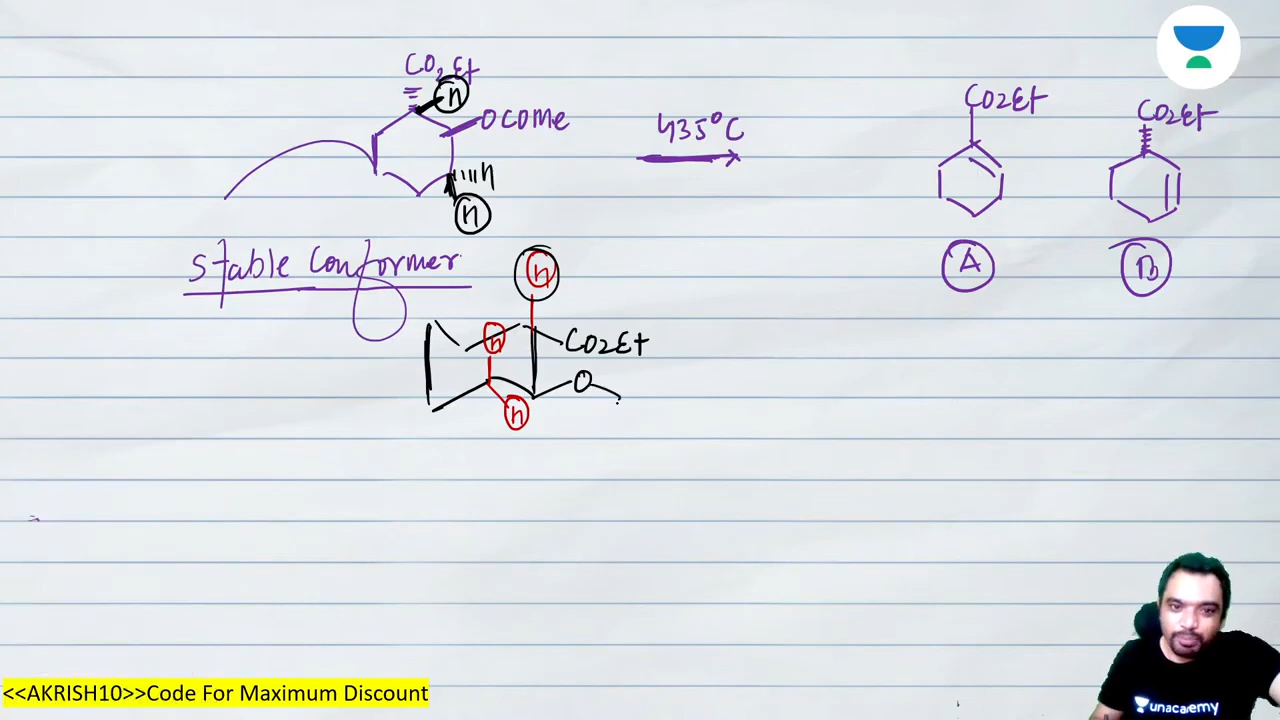 CO2Et
H
OCOMe
435°C
H
H
CO2Et
CO2Et
Stable Conformer
A
B
H
H
CO2Et
O
H
unacademy
<<AKRISH10>>Code For Maximum Discount